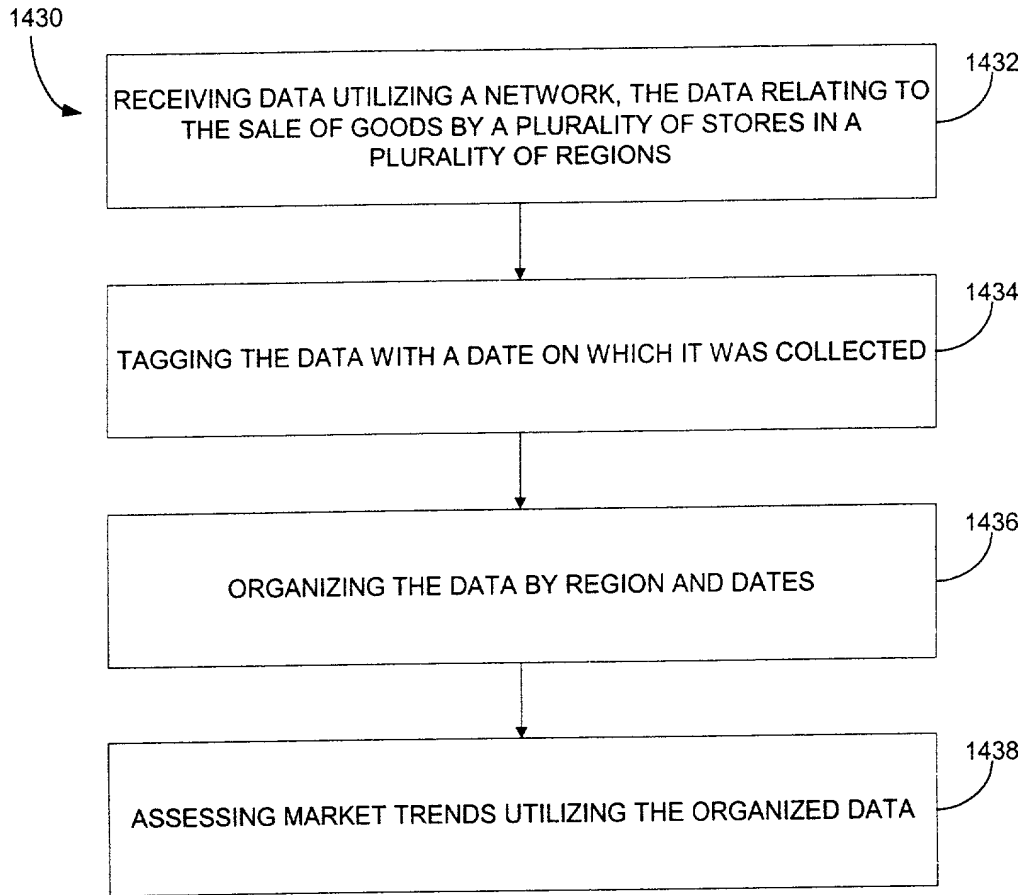 1430
RECEIVING DATA UTILIZING A NETWORK, THE DATA RELATING TO
THE SALE OF GOODS BY A PLURALITY OF STORES IN A
PLURALITY OF REGIONS
1432
TAGGING THE DATA WITH A DATE ON WHICH IT WAS COLLECTED
1434
ORGANIZING THE DATA BY REGION AND DATES
1436
ASSESSING MARKET TRENDS UTILIZING THE ORGANIZED DATA
1438